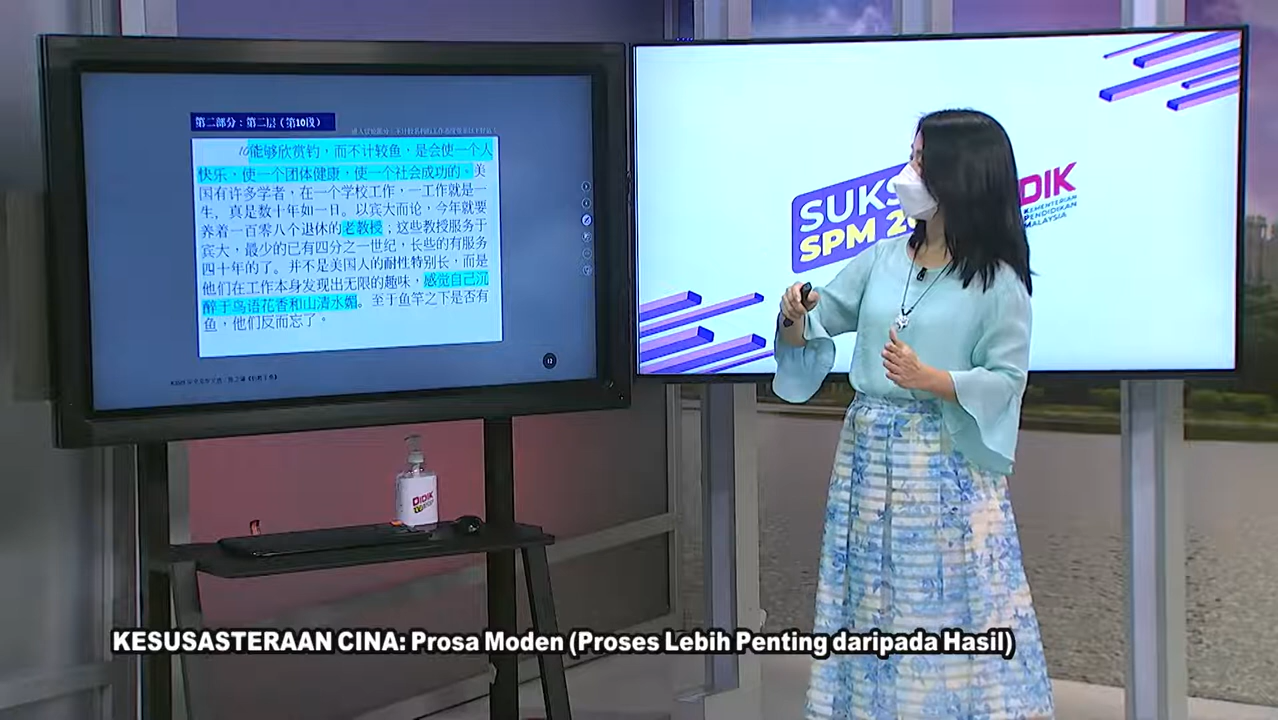 第二部分：第二层（第10段）
10能够欣赏钓，而不计较鱼，是会使一个人
快乐，使一个团体健康，使一个社会成功的。美
国有许多学者，在一个学校工作，一工作就是一
生，真是数十年如一日。以宾大而论，今年就要
养着一百零八个退休的老教授；这些教授服务于
宾大，最少的已有四分之一世纪，长些的有服务
四十年的了。并不是美国人的耐性特别长，而是
他们在工作本身发现出无限的趣味，感觉自己沉
醉于鸟语花香和山清水媚。至于鱼竿之下是否有
鱼，他们反而忘了。
12
SUKS
SPM 20
DIDIK
KEMENTERIAN
PENDIDIKAN
MALAYSIA
DIDIK
KESUSASTERAAN CINA: Prosa Moden (Proses Lebih Penting daripada Hasil)